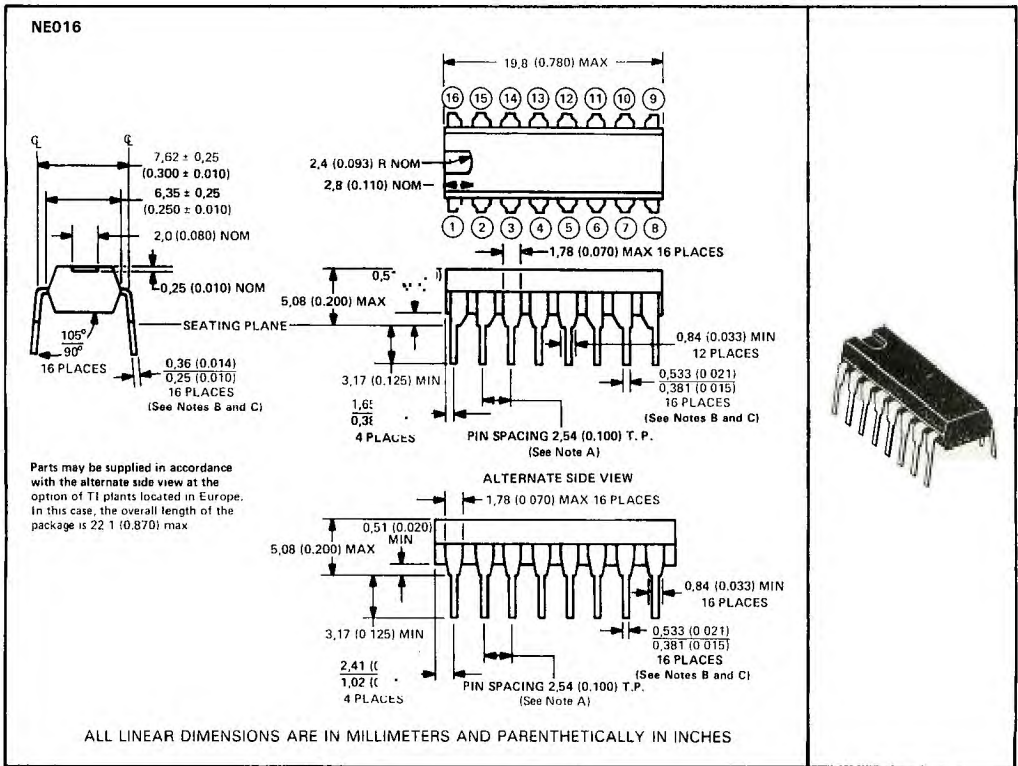 NE016
19,8 (0.780) MAX
16 15 14 13 12 11 10 9
℄ ℄
7,62 ± 0,25
(0.300 ± 0.010)
6,35 ± 0,25
(0.250 ± 0.010)
2,0 (0.080) NOM
0,25 (0.010) NOM
2,4 (0.093) R NOM
2,8 (0.110) NOM
1 2 3 4 5 6 7 8
1,78 (0.070) MAX 16 PLACES
5,08 (0.200) MAX
SEATING PLANE
105°
90°
16 PLACES
0,36 (0.014)
0,25 (0.010)
16 PLACES
(See Notes B and C)
0,84 (0.033) MIN
12 PLACES
3,17 (0.125) MIN
0,533 (0 021)
0,381 (0 015)
16 PLACES
(See Notes B and C)
4 PLACES
PIN SPACING 2,54 (0.100) T.P.
(See Note A)
Parts may be supplied in accordance
with the alternate side view at the
option of TI plants located in Europe.
In this case, the overall length of the
package is 22 1 (0.870) max
ALTERNATE SIDE VIEW
1,78 (0 070) MAX 16 PLACES
0,51 (0.020)
MIN
5,08 (0.200) MAX
0,84 (0.033) MIN
16 PLACES
3,17 (0 125) MIN
0,533 (0 021)
0,381 (0 015)
16 PLACES
(See Notes B and C)
2,41
1,02
4 PLACES
PIN SPACING 2,54 (0.100) T.P.
(See Note A)
ALL LINEAR DIMENSIONS ARE IN MILLIMETERS AND PARENTHETICALLY IN INCHES